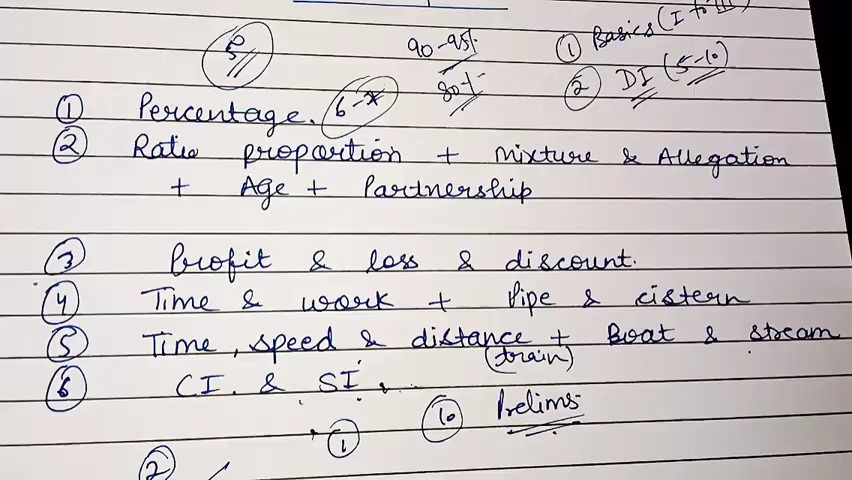 5
90-95%
① Basics (I to III)
80%
② DI (5-10)
① Percentage. 6-7
② Ratio proportion + Mixture & Allegation
+ Age + Partnership
③ Profit & loss & discount.
④ Time & work + Pipe & cistern
⑤ Time, speed & distance + Boat & stream
(train)
⑥ CI. & SI.
⑩ Prelims
①
②